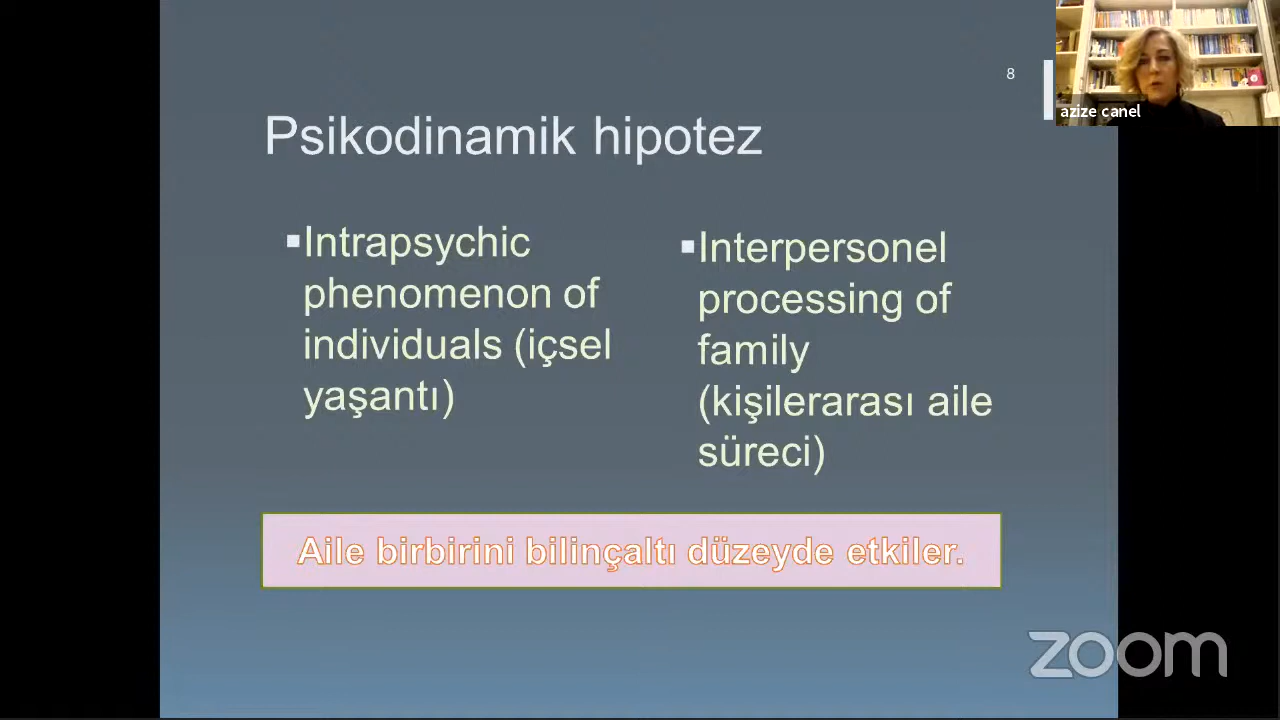 8
azize canel
Psikodinamik hipotez
▪Intrapsychic
phenomenon of
individuals (içsel
yaşantı)
▪Interpersonel
processing of
family
(kişilerarası aile
süreci)
Aile birbirini bilinçaltı düzeyde etkiler.
zoom